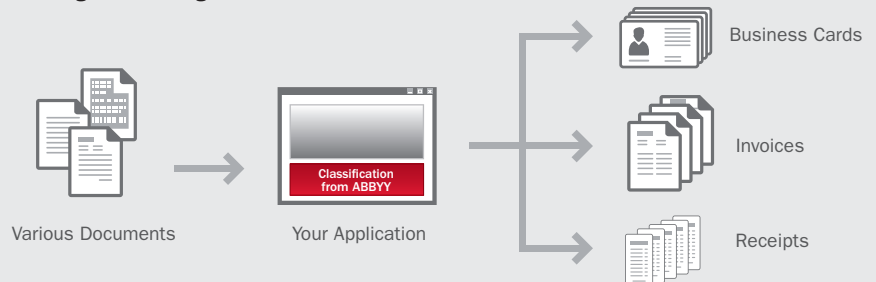 Business Cards
Classification
from ABBYY
Invoices
Various Documents
Your Application
Receipts